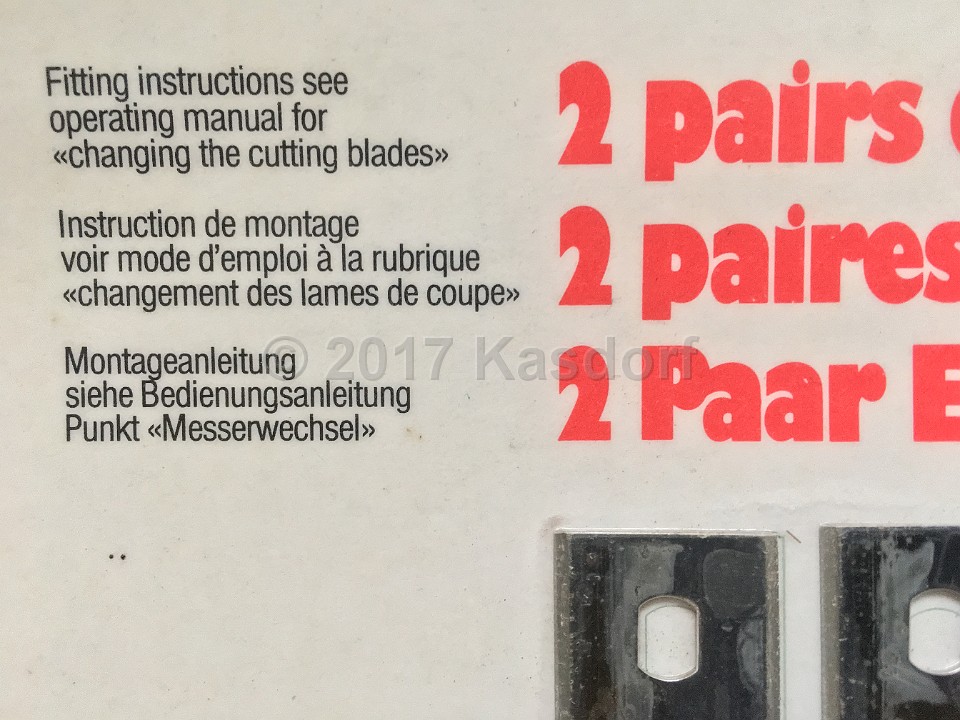 Fitting instructions see
operating manual for
«changing the cutting blades»
Instruction de montage
voir mode d'emploi à la rubrique
«changement des lames de coupe»
Montageanleitung
siehe Bedienungsanleitung
Punkt «Messerwechsel»
2 pairs
2 paires
2 Paar E
© 2017 Kasdorf